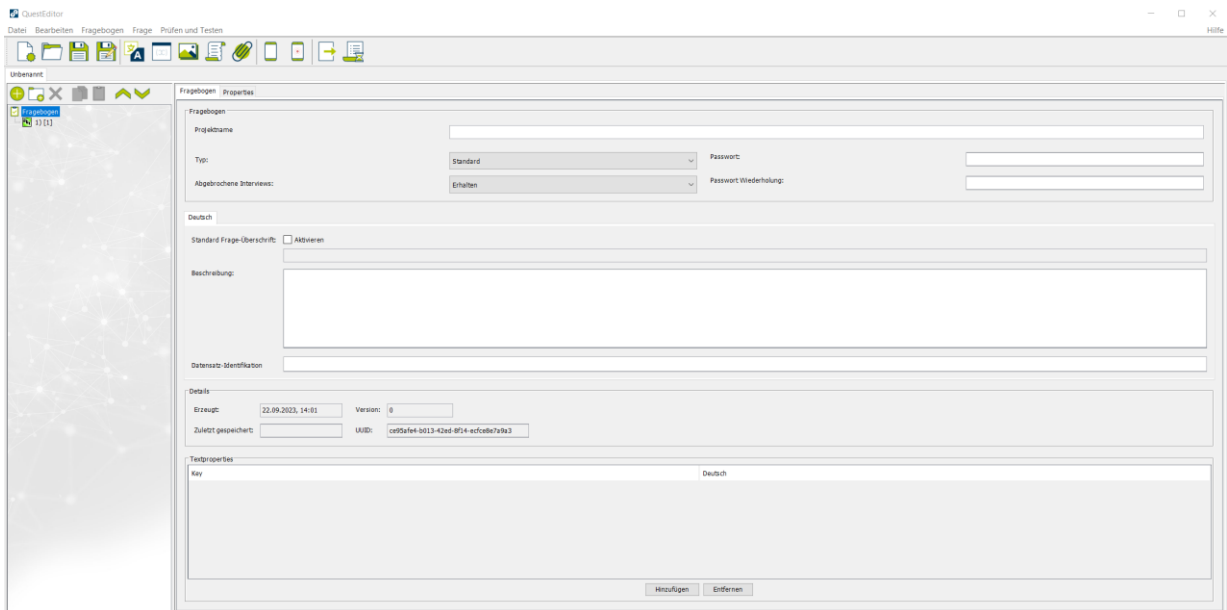 QuestEditor
Datei Bearbeiten Fragebogen Frage Prüfen und Testen Hilfe
Unbenannt
Fragebogen Properties
Fragebogen
1) [1]
Fragebogen
Projektname
Typ: Standard Passwort:
Abgebrochene Interviews: Erhalten Passwort Wiederholung:
Deutsch
Standard Frage-Überschrift: Aktivieren
Beschreibung:
Datensatz-Identifikation
Details
Erzeugt: 22.09.2023, 14:01 Version: 0
Zuletzt gespeichert: UUID: ce95afe4-b013-42ed-8f14-ecfce8e7a9a3
Textproperties
Key Deutsch
Hinzufügen Entfernen